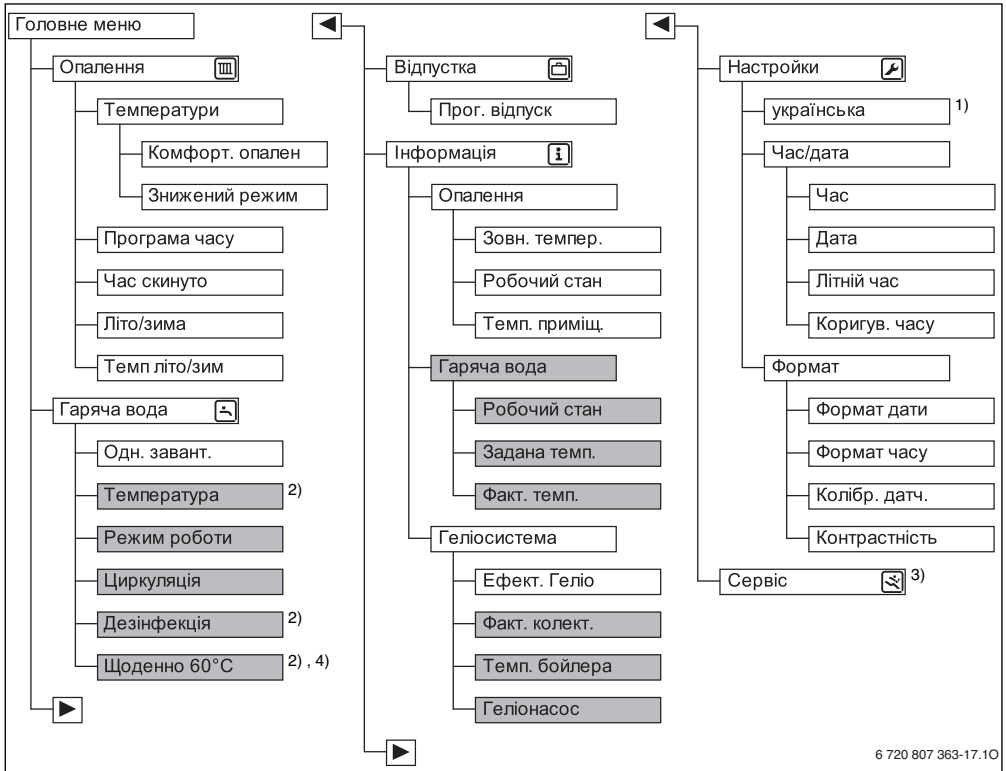 Головне меню
Опалення
Температури
Комфорт. опален
Знижений режим
Програма часу
Час скинуто
Літо/зима
Темп літо/зим
Гаряча вода
Одн. завант.
Температура 2)
Режим роботи
Циркуляція
Дезінфекція 2)
Щоденно 60°C 2) , 4)
Відпустка
Прог. відпуск
Інформація
Опалення
Зовн. темпер.
Робочий стан
Темп. приміщ.
Гаряча вода
Робочий стан
Задана темп.
Факт. темп.
Геліосистема
Ефект. Геліо
Факт. колект.
Темп. бойлера
Геліонасос
Настройки
українська 1)
Час/дата
Час
Дата
Літній час
Коригув. часу
Формат
Формат дати
Формат часу
Колібр. датч.
Контрастність
Сервіс 3)
6 720 807 363-17.1O